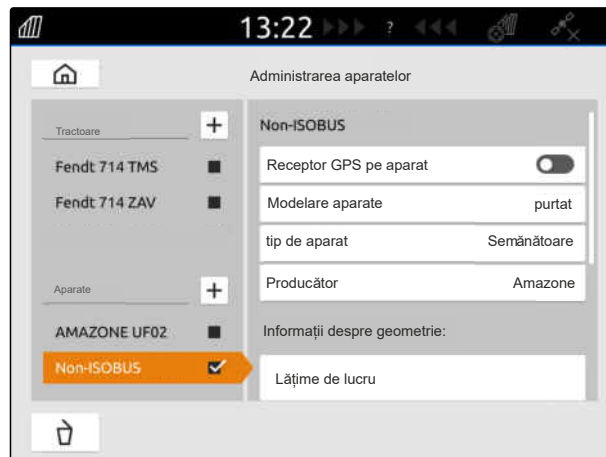 13:22
?
Administrarea aparatelor
Tractoare
Fendt 714 TMS
Fendt 714 ZAV
Aparate
AMAZONE UF02
Non-ISOBUS
Non-ISOBUS
Receptor GPS pe aparat
Modelare aparate purtat
tip de aparat Semănătoare
Producător Amazone
Informații despre geometrie:
Lățime de lucru